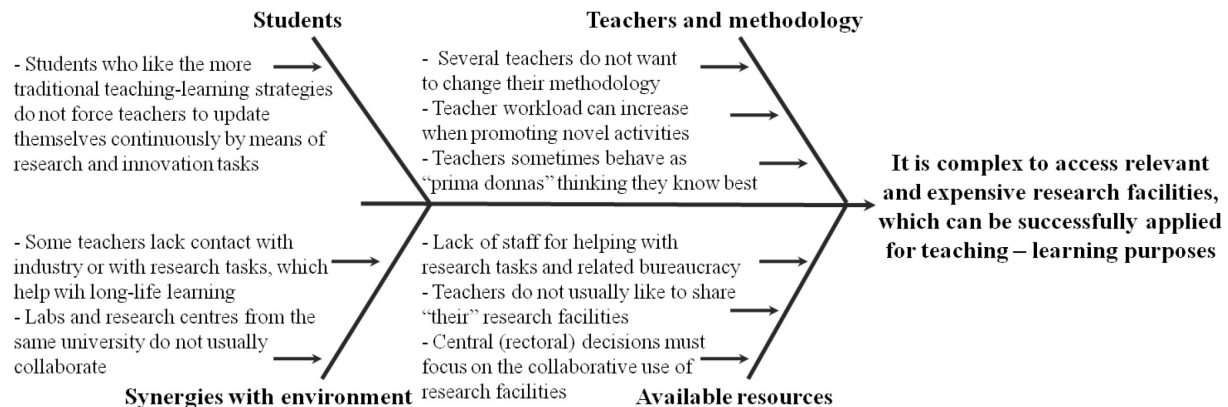 Students
- Students who like the more
traditional teaching-learning strategies
do not force teachers to update
themselves continuously by means of
research and innovation tasks
Teachers and methodology
- Several teachers do not want
to change their methodology
- Teacher workload can increase
when promoting novel activities
- Teachers sometimes behave as
“prima donnas” thinking they know best
- Some teachers lack contact with
industry or with research tasks, which
help wih long-life learning
- Labs and research centres from the
same university do not usually
collaborate
Synergies with environment
- Lack of staff for helping with
research tasks and related bureaucracy
- Teachers do not usually like to share
“their” research facilities
- Central (rectoral) decisions must
focus on the collaborative use of
research facilities
Available resources
It is complex to access relevant
and expensive research facilities,
which can be successfully applied
for teaching – learning purposes